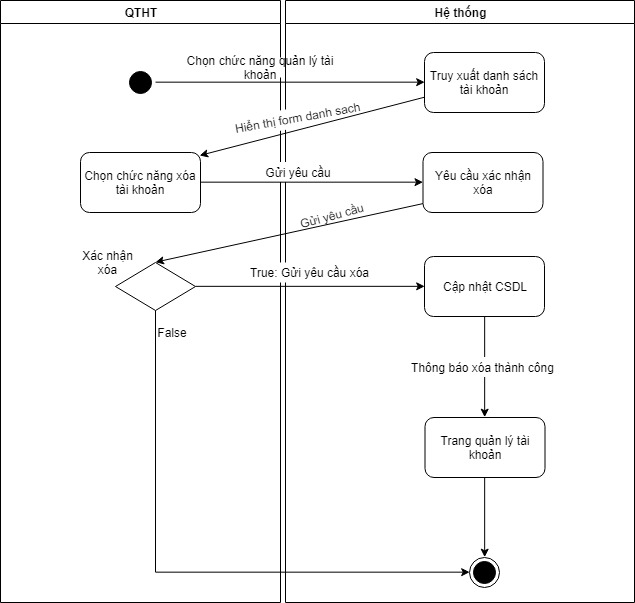 QTHT
Hệ thống
Chọn chức năng quản lý tài
khoản
Truy xuất danh sách
tài khoản
Hiển thị form danh sach
Chọn chức năng xóa
tài khoản
Gửi yêu cầu
Yêu cầu xác nhận
xóa
Gửi yêu cầu
Xác nhận
xóa
True: Gửi yêu cầu xóa
Cập nhật CSDL
False
Thông báo xóa thành công
Trang quản lý tài
khoản